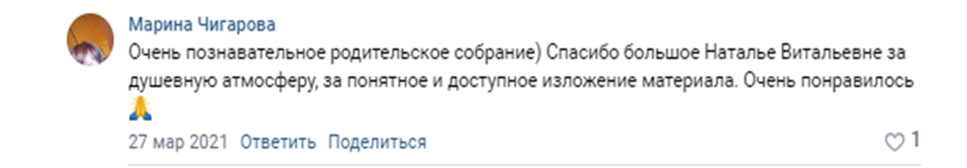 Марина Чигарова
Очень познавательное родительское собрание) Спасибо большое Наталье Витальевне за
душевную атмосферу, за понятное и доступное изложение материала. Очень понравилось
🙏
27 мар 2021 Ответить Поделиться 1